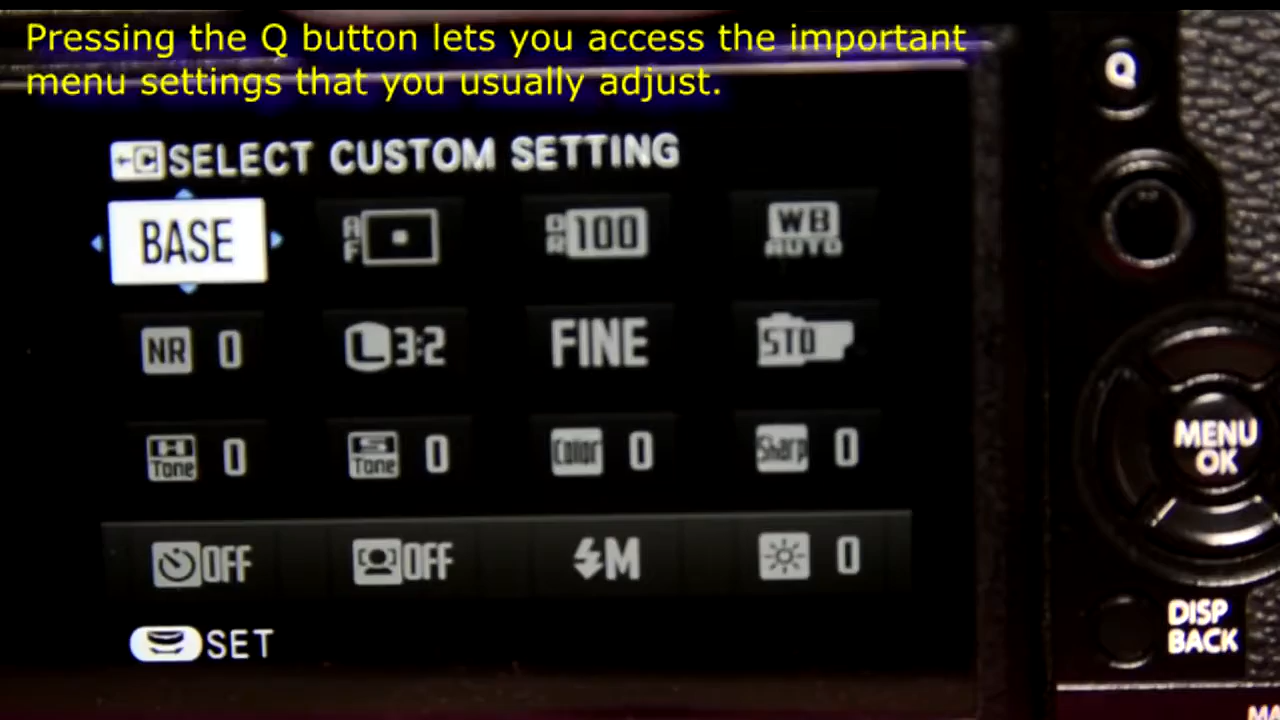 Pressing the Q button lets you access the important
menu settings that you usually adjust.
Q
C SELECT CUSTOM SETTING
BASE AF DR 100 WB AUTO
NR 0 L 3:2 FINE STD
H Tone 0 S Tone 0 Color 0 Sharp 0
MENU
OK
OFF OFF M 0
DISP
BACK
SET